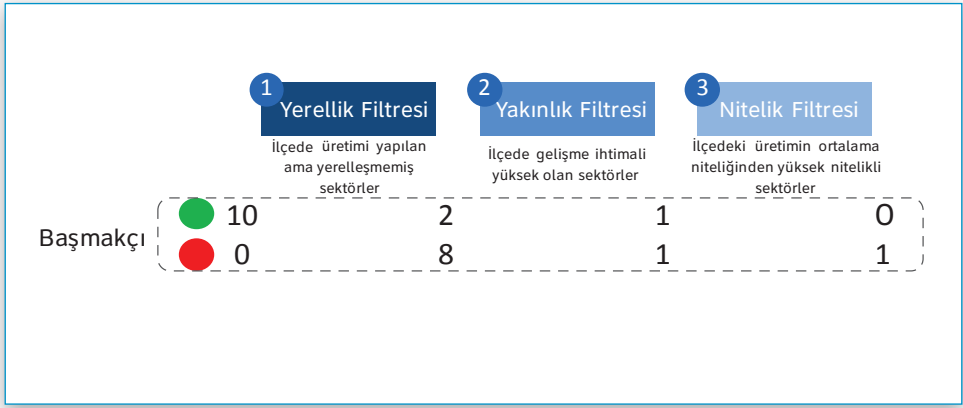 1
Yerellik Filtresi
İlçede üretimi yapılan
ama yerelleşmemiş
sektörler
2
Yakınlık Filtresi
İlçede gelişme ihtimali
yüksek olan sektörler
3
Nitelik Filtresi
İlçedeki üretimin ortalama
niteliğinden yüksek nitelikli
sektörler
Başmakçı
10 2 1 0
0 8 1 1